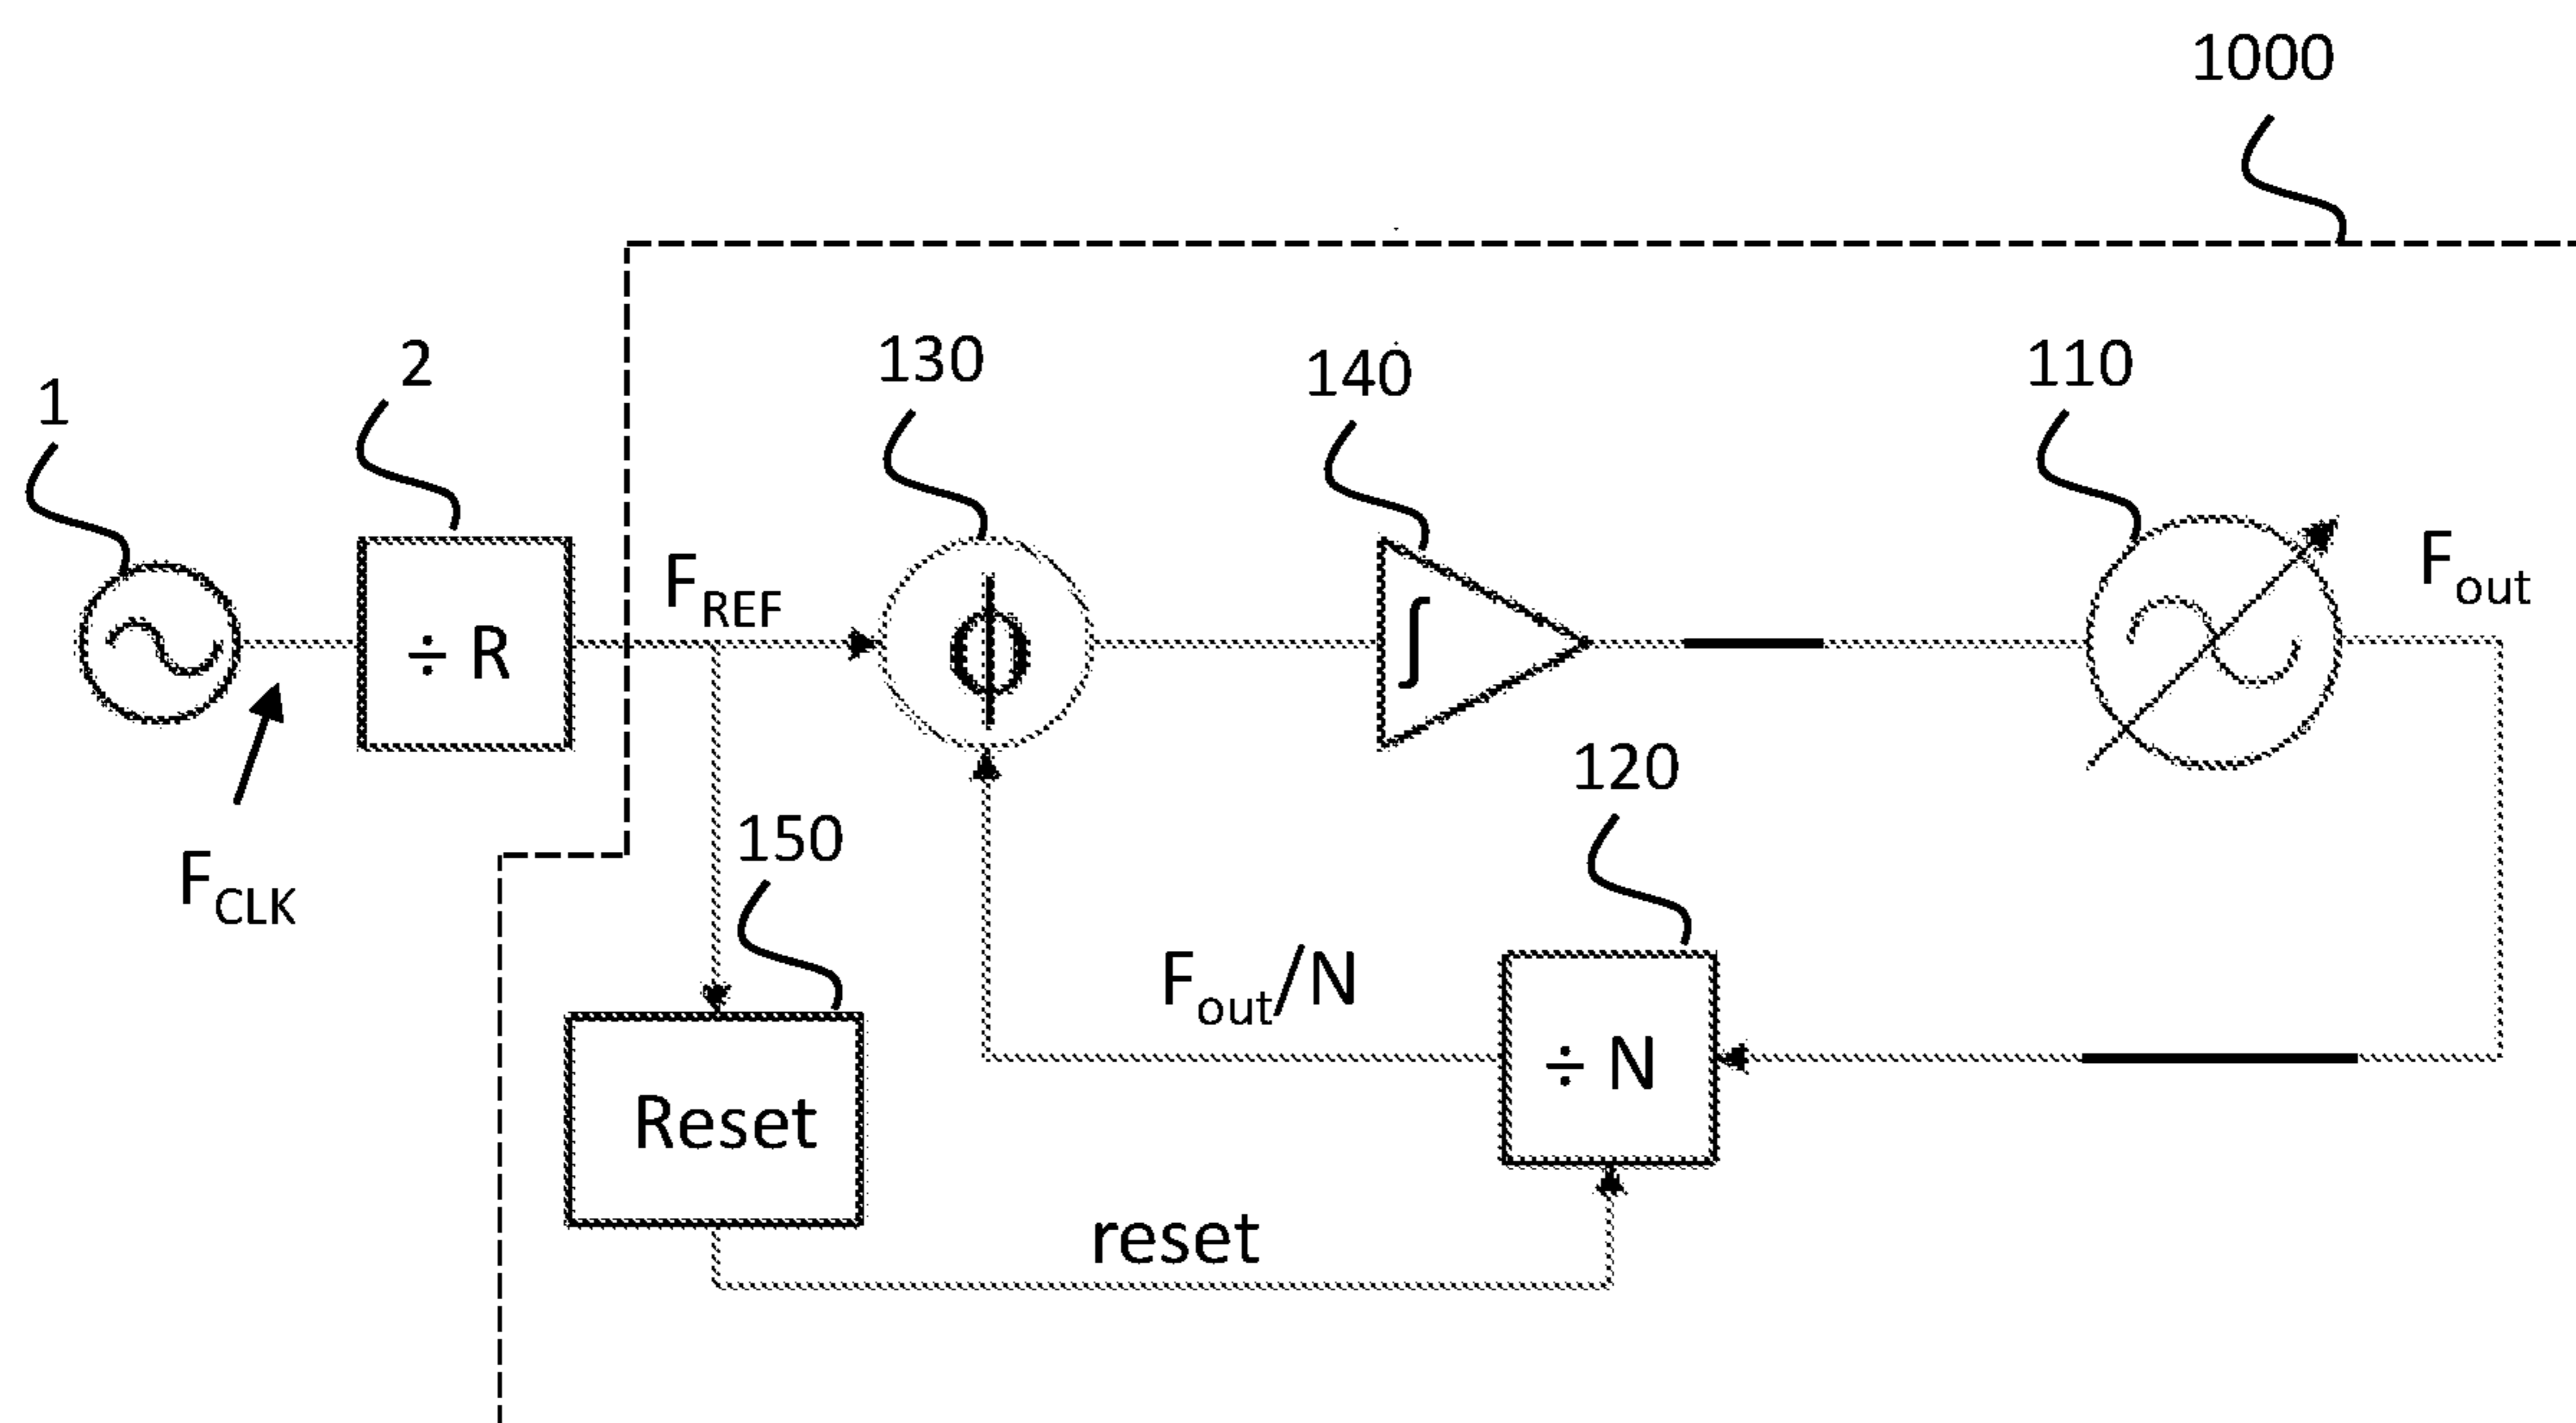 1000
1
2
130
140
110
÷ R
F_REF
ϕ
∫
F_out
F_CLK
150
120
F_out/N
÷ N
Reset
reset